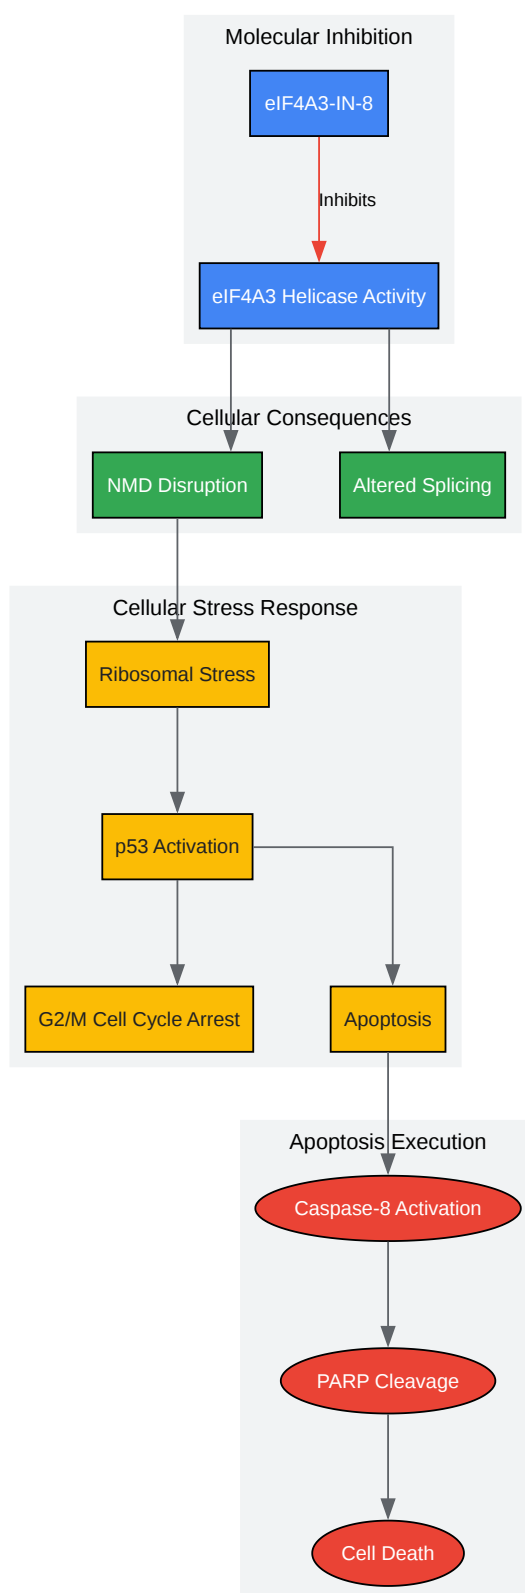 Molecular Inhibition
eIF4A3-IN-8
Inhibits
eIF4A3 Helicase Activity
Cellular Consequences
NMD Disruption
Altered Splicing
Cellular Stress Response
Ribosomal Stress
p53 Activation
G2/M Cell Cycle Arrest
Apoptosis
Apoptosis Execution
Caspase-8 Activation
PARP Cleavage
Cell Death